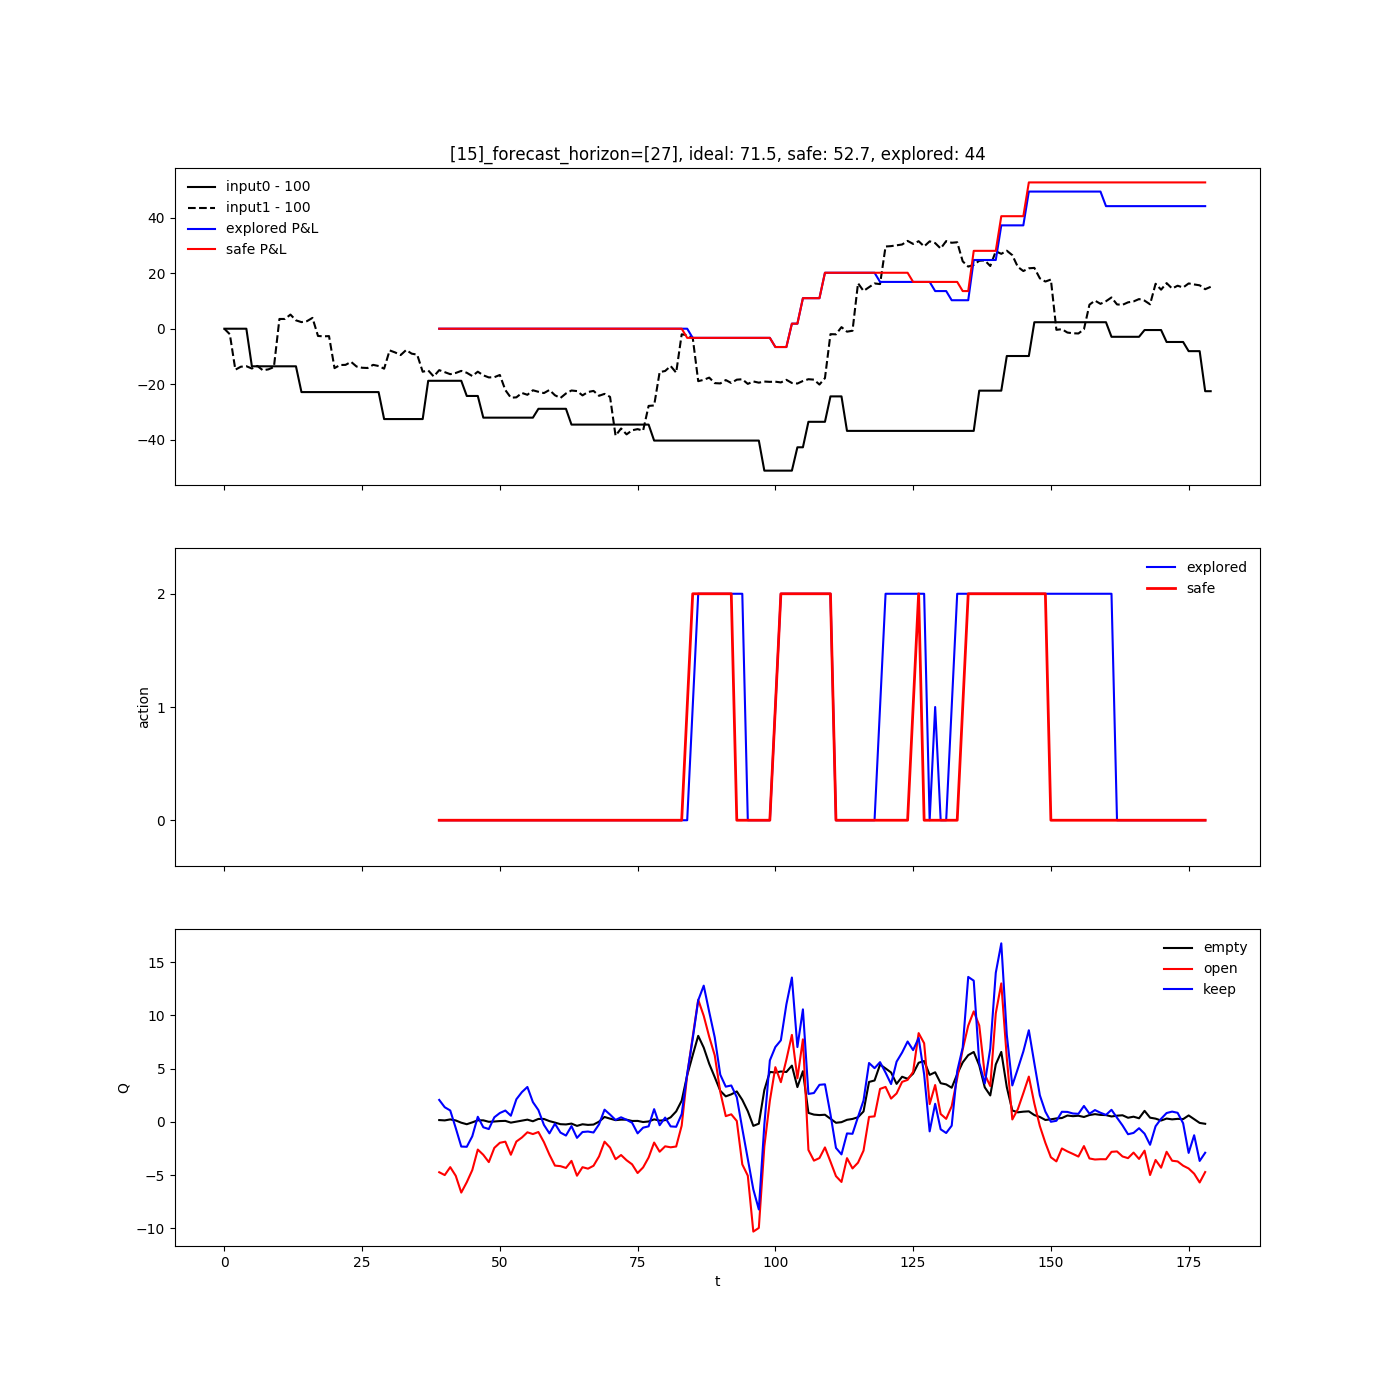 [15]_forecast_horizon=[27], ideal: 71.5, safe: 52.7, explored: 44
input0 - 100
input1 - 100
explored P&L
safe P&L
40
20
0
−20
−40
explored
safe
2
1
0
action
empty
open
keep
15
10
5
0
−5
−10
Q
0 25 50 75 100 125 150 175
t